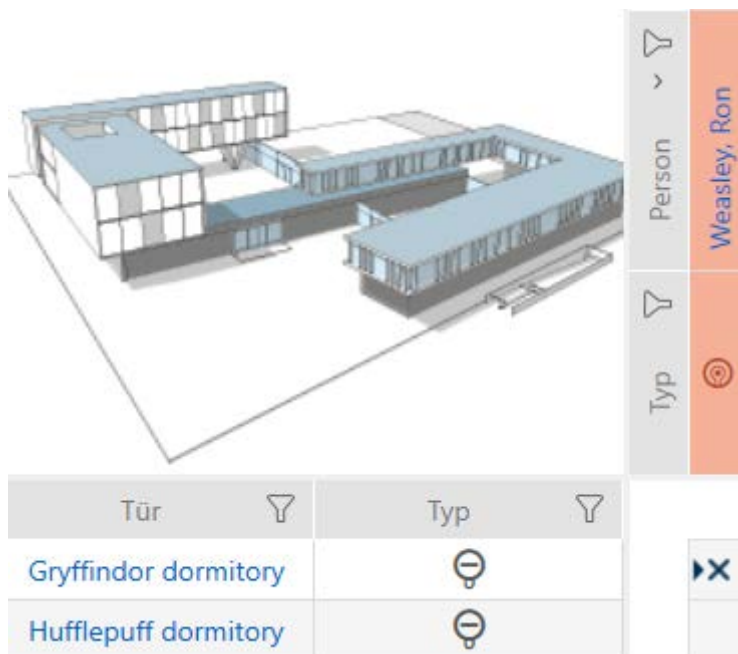 Person
Weasley, Ron
Typ
Tür
Typ
Gryffindor dormitory
Hufflepuff dormitory